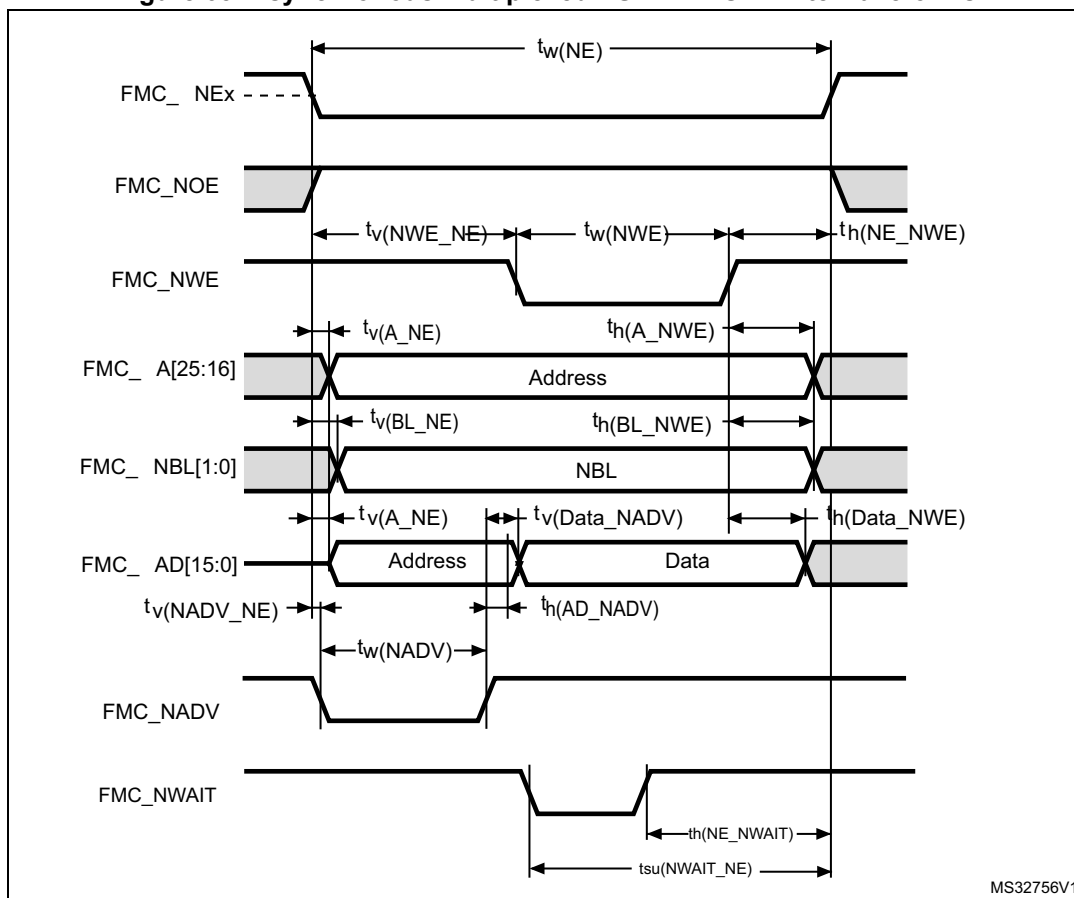 tw(NE)
FMC_ NEx
FMC_NOE
tv(NWE_NE)
tw(NWE)
th(NE_NWE)
FMC_NWE
tv(A_NE)
th(A_NWE)
FMC_ A[25:16]
Address
tv(BL_NE)
th(BL_NWE)
FMC_ NBL[1:0]
NBL
tv(A_NE)
tv(Data_NADV)
th(Data_NWE)
FMC_ AD[15:0]
Address
Data
tv(NADV_NE)
th(AD_NADV)
tw(NADV)
FMC_NADV
FMC_NWAIT
th(NE_NWAIT)
tsu(NWAIT_NE)
MS32756V1